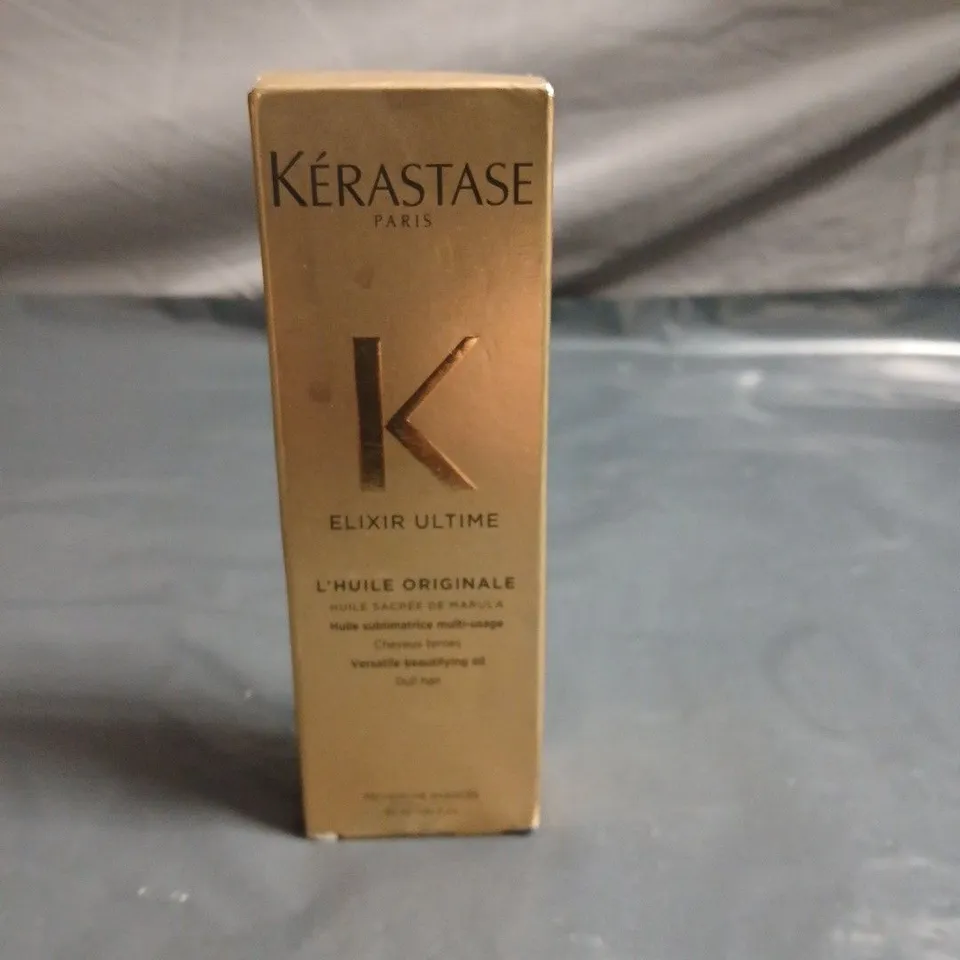 KÉRASTASE
PARIS
K
ELIXIR ULTIME
L'HUILE ORIGINALE
HUILE SACRÉE DE MARULA
Huile sublimatrice multi-usage
Cheveux ternes
Versatile beautifying oil
Dull hair